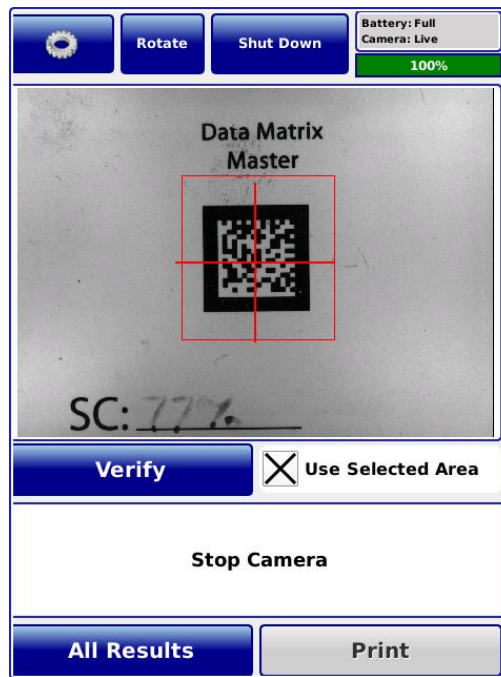 Rotate
Shut Down
Battery: Full
Camera: Live
100%
Data Matrix
Master
SC: 77%
Verify
Use Selected Area
Stop Camera
All Results
Print